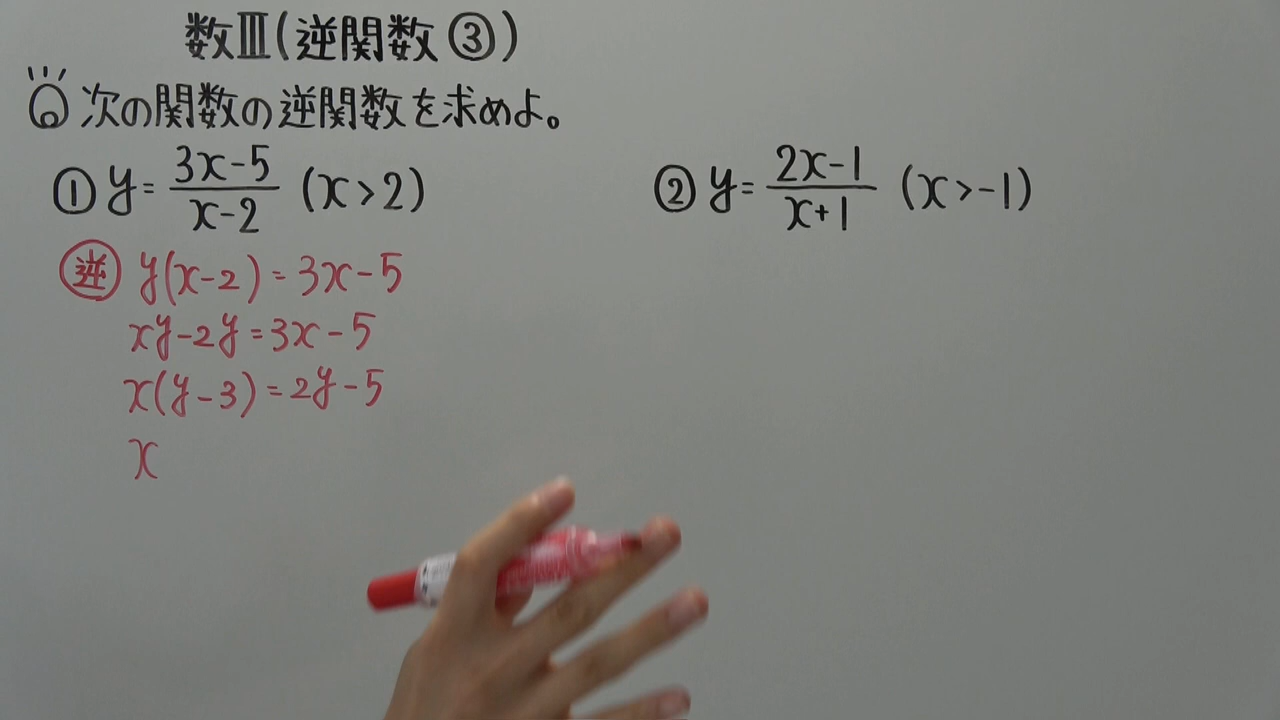 数Ⅲ(逆関数③)
次の関数の逆関数を求めよ。
① y = (3x-5)/(x-2) (x>2)
逆 y(x-2) = 3x-5
xy-2y = 3x-5
x(y-3) = 2y-5
x
② y = (2x-1)/(x+1) (x>-1)